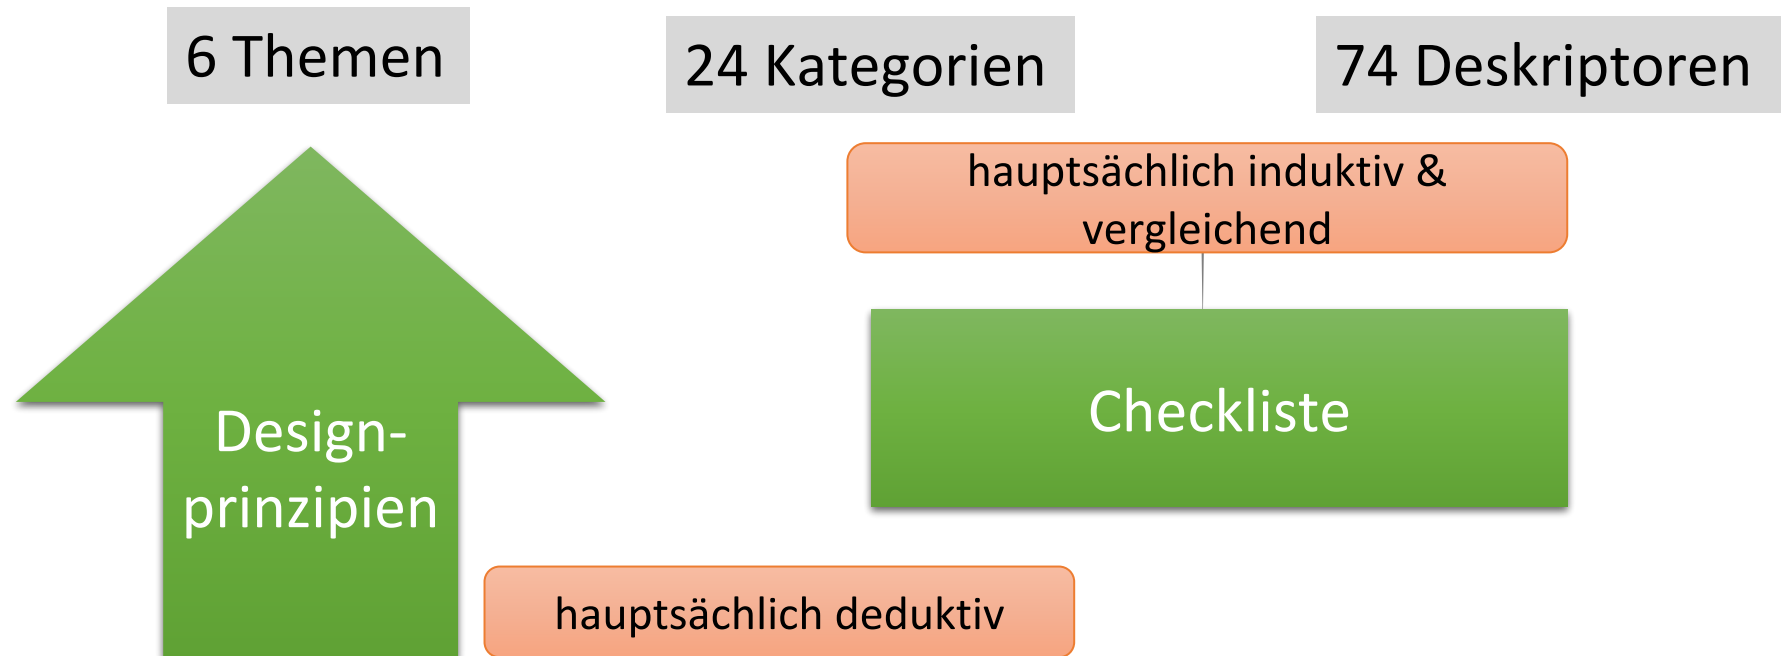 6 Themen
24 Kategorien
74 Deskriptoren
hauptsächlich induktiv &
vergleichend
Checkliste
Design-
prinzipien
hauptsächlich deduktiv